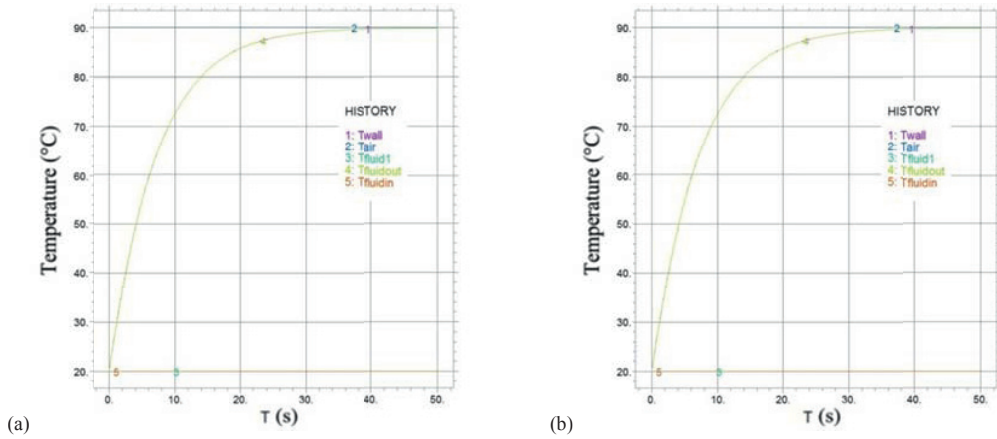 90.
80.
70.
60.
50.
40.
30.
20.
Temperature (°C)
2 1
4
HISTORY
1: Twall
2: Tair
3: Tfluid1
4: Tfluidout
5: Tfluidin
5 3
0. 10. 20. 30. 40. 50.
T (s)
(a)
90.
80.
70.
60.
50.
40.
30.
20.
Temperature (°C)
2 1
4
HISTORY
1: Twall
2: Tair
3: Tfluid1
4: Tfluidout
5: Tfluidin
5 3
0. 10. 20. 30. 40. 50.
T (s)
(b)